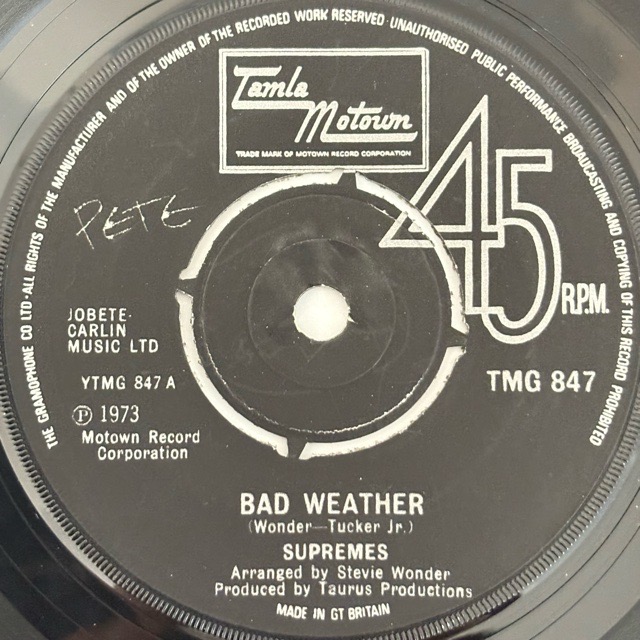 THE GRAMOPHONE CO LTD·ALL RIGHTS OF THE MANUFACTURER AND OF THE OWNER OF THE RECORDED WORK RESERVED·UNAUTHORISED PUBLIC PERFORMANCE BROADCASTING AND COPYING OF THIS RECORD PROHIBITED
Tamla
Motown
TRADE MARK OF MOTOWN RECORD CORPORATION
45
R.P.M.
PETE
JOBETE-
CARLIN
MUSIC LTD
YTMG 847 A
TMG 847
Ⓟ 1973
Motown Record
Corporation
BAD WEATHER
(Wonder—Tucker Jr.)
SUPREMES
Arranged by Stevie Wonder
Produced by Taurus Productions
MADE IN GT BRITAIN